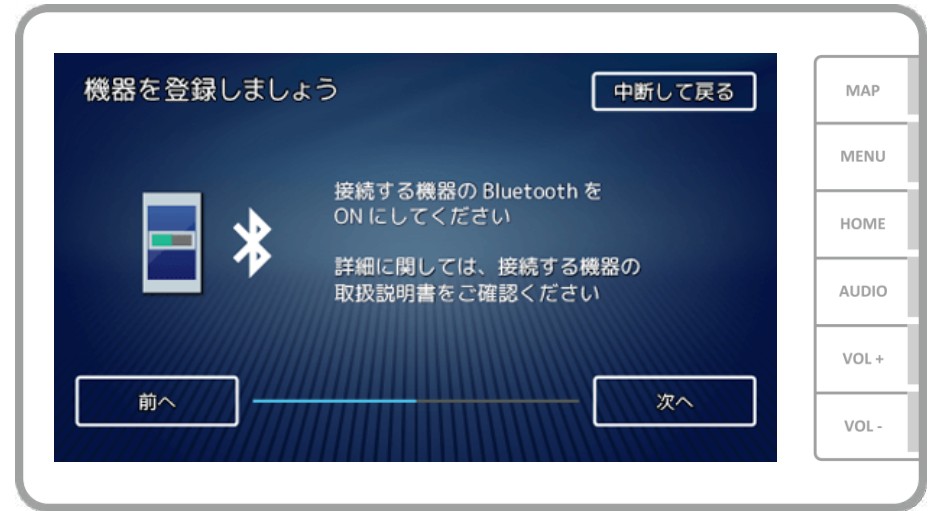 機器を登録しましょう
中断して戻る
接続する機器の Bluetooth を
ON にしてください
詳細に関しては、接続する機器の
取扱説明書をご確認ください
前へ
次へ
MAP
MENU
HOME
AUDIO
VOL +
VOL -